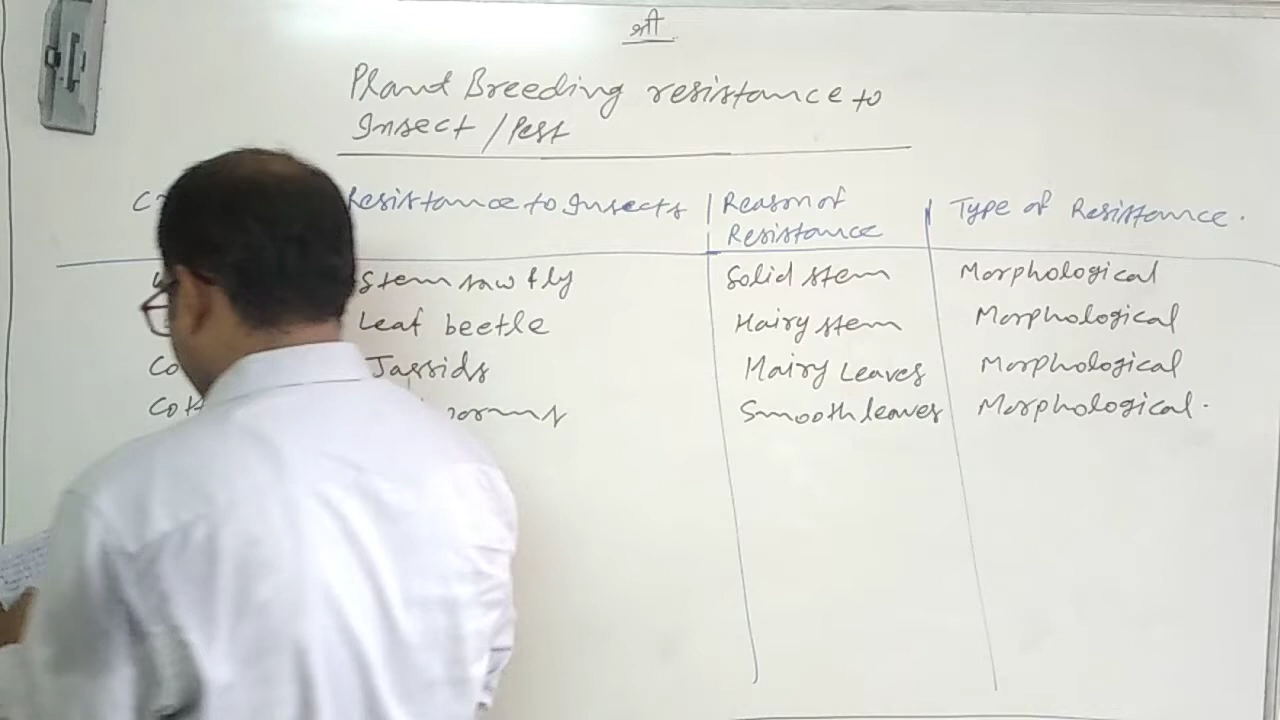 श्री
Plant Breeding resistance to
Insect / Pest
Resistance to Insects | Reason of Resistance | Type of Resistance.
Stem saw fly | Solid stem | Morphological
Leaf beetle | Hairy stem | Morphological
Jassids | Hairy Leaves | Morphological
Smooth leaves | Morphological.